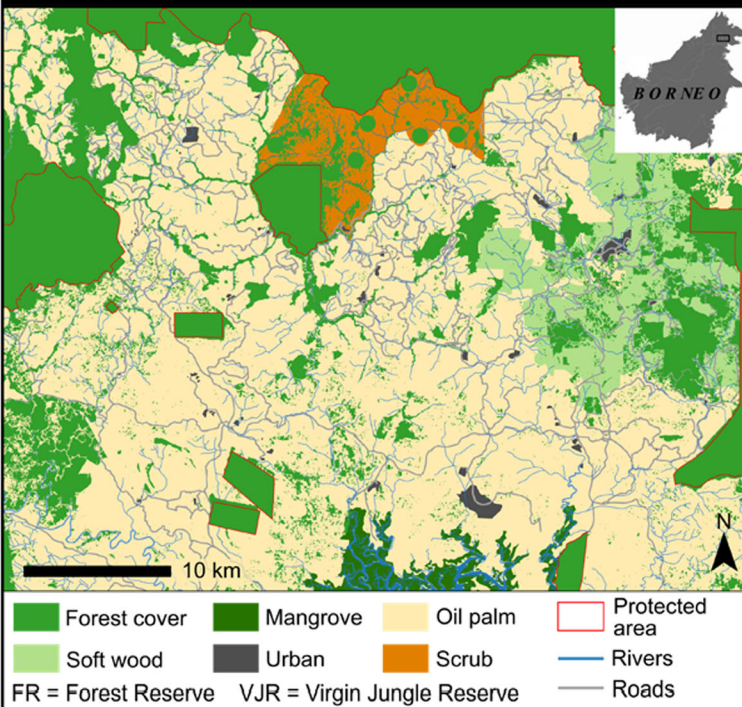 BORNEO
N
10 km
Forest cover
Mangrove
Oil palm
Protected
area
Soft wood
Urban
Scrub
Rivers
Roads
FR = Forest Reserve VJR = Virgin Jungle Reserve